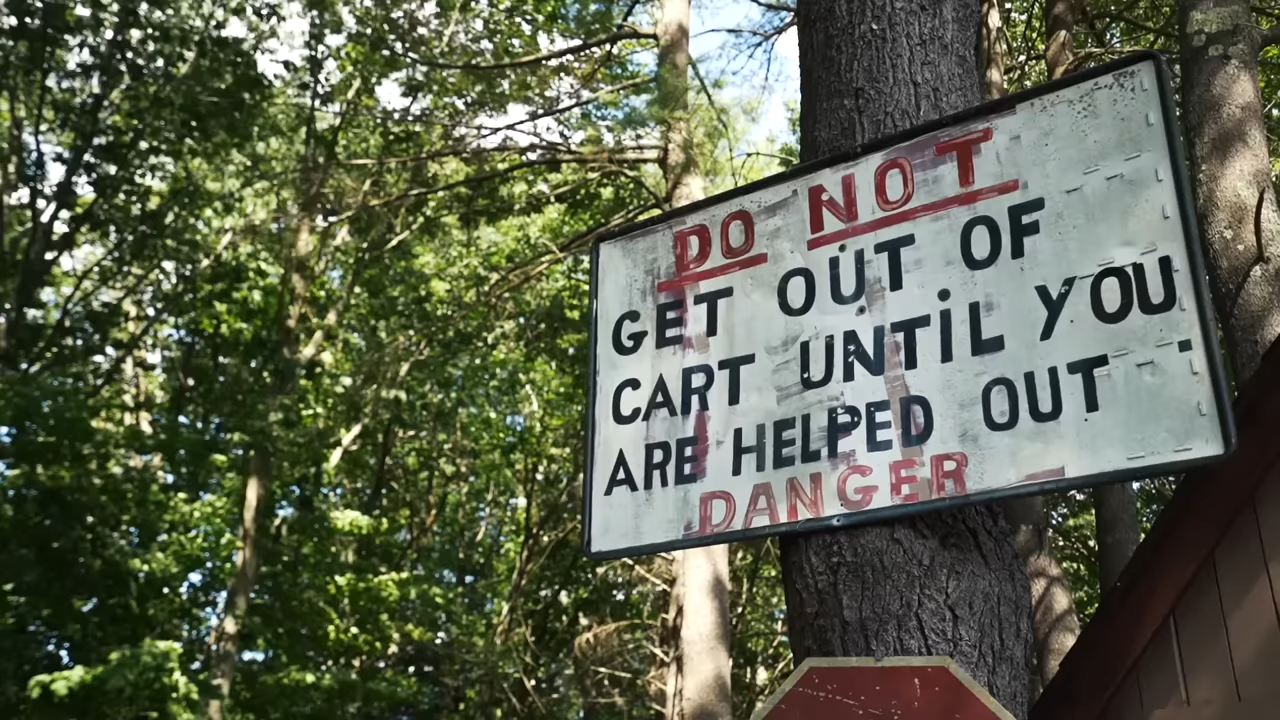 DO NOT
GET OUT OF
CART UNTIL YOU
ARE HELPED OUT
DANGER